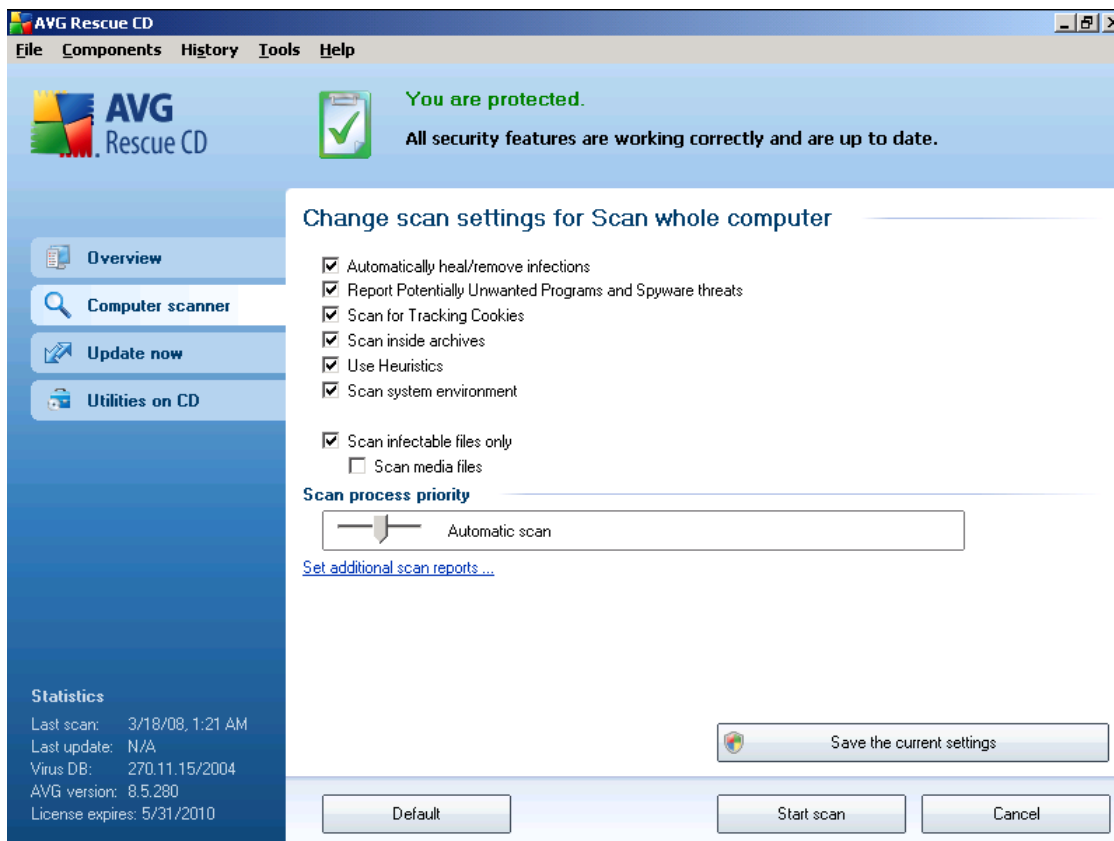 AVG Rescue CD
File Components History Tools Help
AVG
Rescue CD
You are protected.
All security features are working correctly and are up to date.
Overview
Computer scanner
Update now
Utilities on CD
Change scan settings for Scan whole computer
Automatically heal/remove infections
Report Potentially Unwanted Programs and Spyware threats
Scan for Tracking Cookies
Scan inside archives
Use Heuristics
Scan system environment
Scan infectable files only
Scan media files
Scan process priority
Automatic scan
Set additional scan reports ...
Statistics
Last scan: 3/18/08, 1:21 AM
Last update: N/A
Virus DB: 270.11.15/2004
AVG version: 8.5.280
License expires: 5/31/2010
Save the current settings
Default
Start scan
Cancel